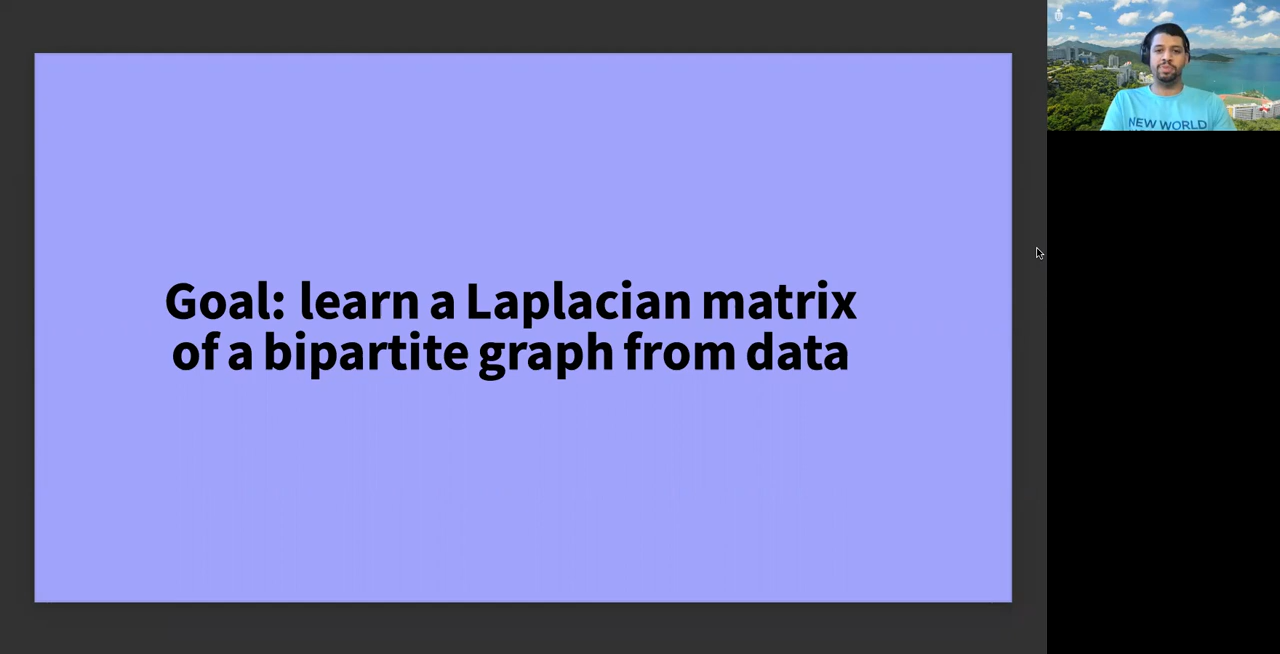 Goal: learn a Laplacian matrix
of a bipartite graph from data
NEW WORLD